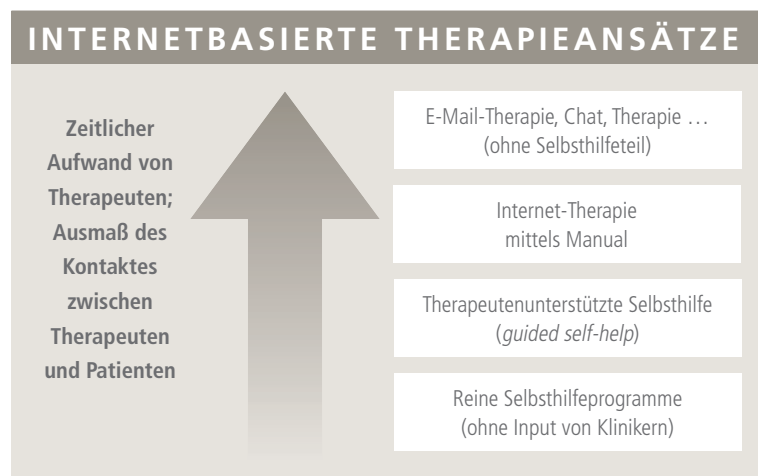 INTERNETBASIERTE THERAPIEANSÄTZE
Zeitlicher
Aufwand von
Therapeuten;
Ausmaß des
Kontaktes
zwischen
Therapeuten
und Patienten
E-Mail-Therapie, Chat, Therapie …
(ohne Selbsthilfeteil)
Internet-Therapie
mittels Manual
Therapeutenunterstützte Selbsthilfe
(guided self-help)
Reine Selbsthilfeprogramme
(ohne Input von Klinikern)